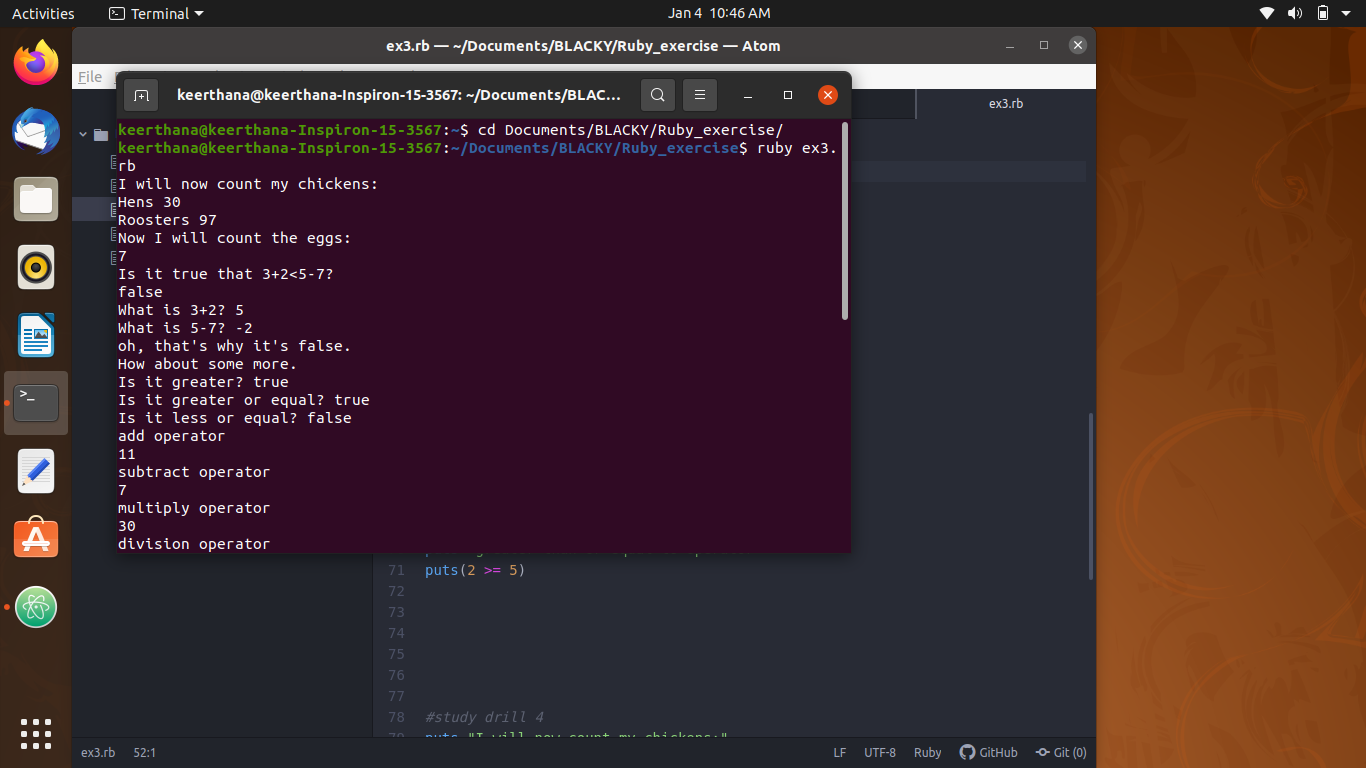 Activities
Terminal
Jan 4 10:46 AM
ex3.rb — ~/Documents/BLACKY/Ruby_exercise — Atom
File
keerthana@keerthana-Inspiron-15-3567: ~/Documents/BLAC...
ex3.rb
keerthana@keerthana-Inspiron-15-3567:~$ cd Documents/BLACKY/Ruby_exercise/
keerthana@keerthana-Inspiron-15-3567:~/Documents/BLACKY/Ruby_exercise$ ruby ex3.
rb
I will now count my chickens:
Hens 30
Roosters 97
Now I will count the eggs:
7
Is it true that 3+2<5-7?
false
What is 3+2? 5
What is 5-7? -2
oh, that's why it's false.
How about some more.
Is it greater? true
Is it greater or equal? true
Is it less or equal? false
add operator
11
subtract operator
7
multiply operator
30
division operator
71 puts(2 >= 5)
72
73
74
75
76
77
78 #study drill 4
79 puts "I will now count my chickens:"
ex3.rb
52:1
LF
UTF-8
Ruby
GitHub
Git (0)